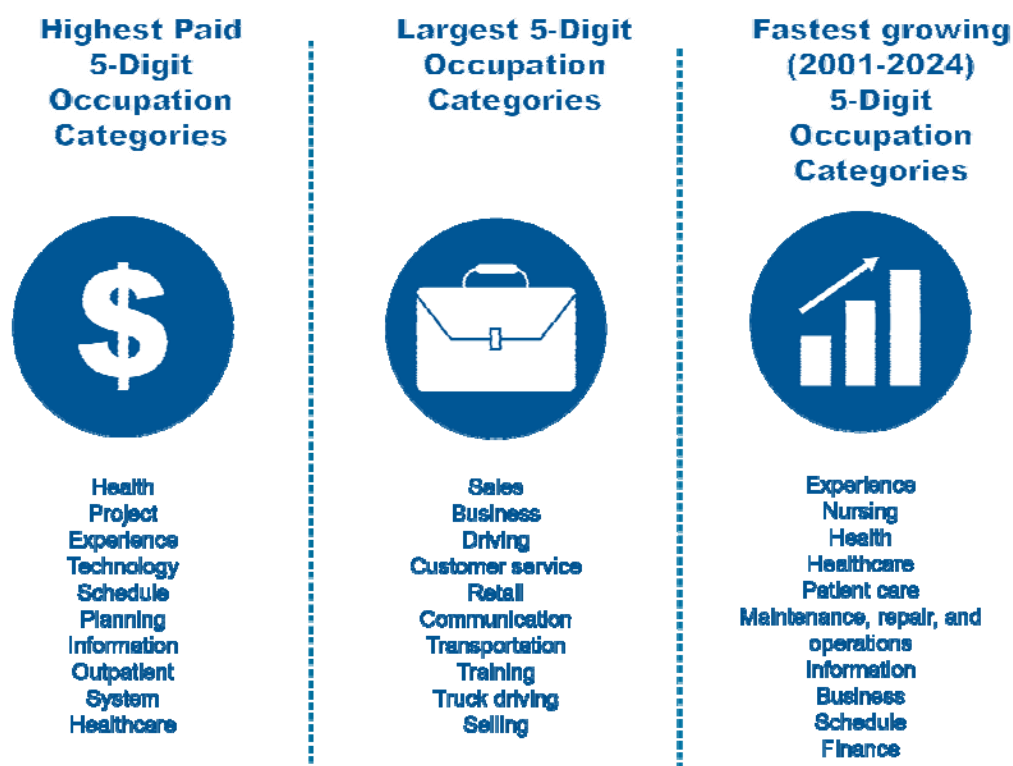 Highest Paid
5-Digit
Occupation
Categories
Health
Project
Experience
Technology
Schedule
Planning
Information
Outpatient
System
Healthcare
Largest 5-Digit
Occupation
Categories
Sales
Business
Driving
Customer service
Retail
Communication
Transportation
Training
Truck driving
Selling
Fastest growing
(2001-2024)
5-Digit
Occupation
Categories
Experience
Nursing
Health
Healthcare
Patient care
Maintenance, repair, and
operations
Information
Business
Schedule
Finance